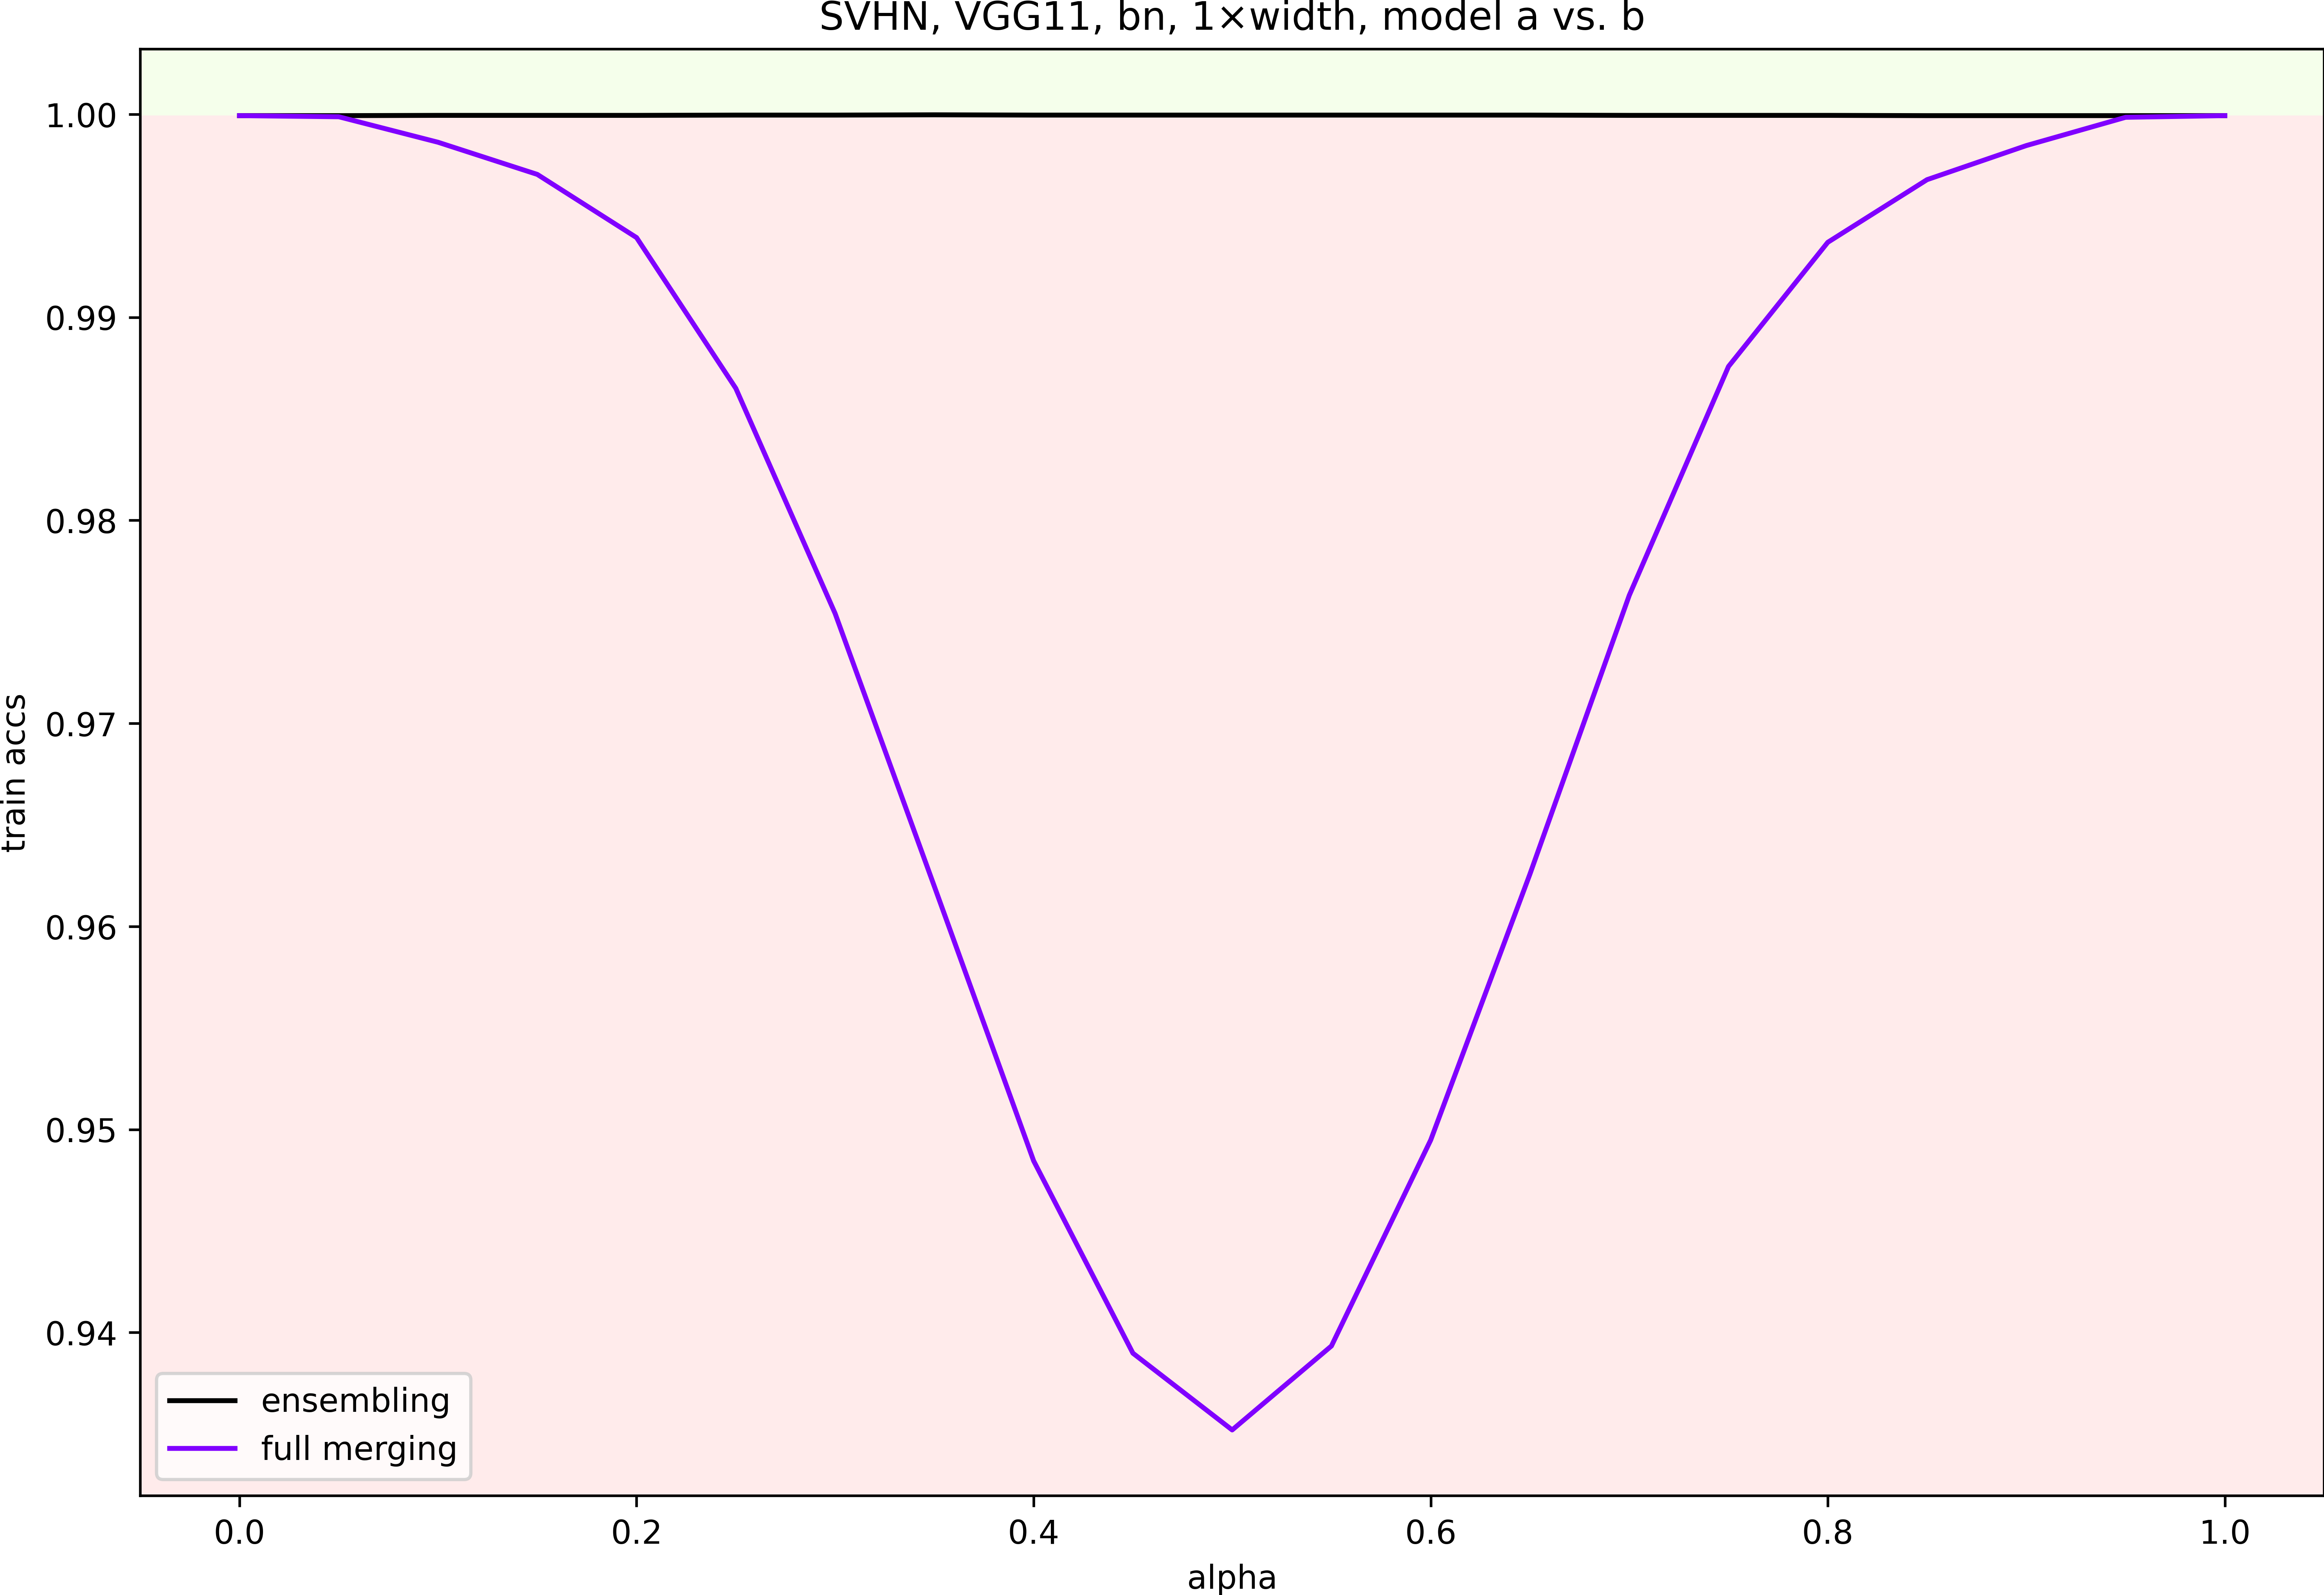 SVHN, VGG11, bn, 1×width, model a vs. b
1.00
0.99
0.98
0.97
0.96
0.95
0.94
train accs
ensembling
full merging
0.0 0.2 0.4 0.6 0.8 1.0
alpha